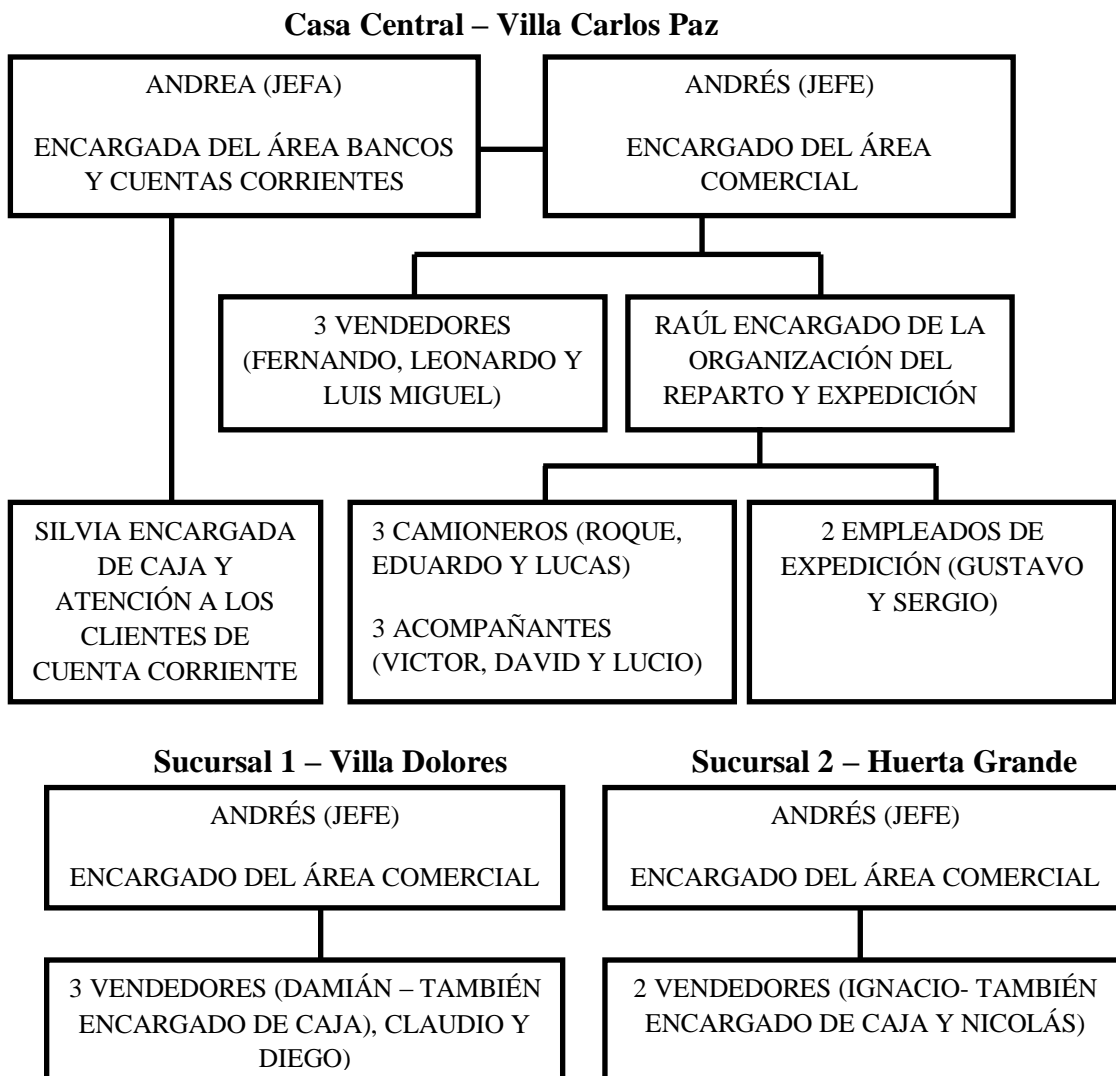 Casa Central – Villa Carlos Paz
ANDREA (JEFA)
ENCARGADA DEL ÁREA BANCOS
Y CUENTAS CORRIENTES
ANDRÉS (JEFE)
ENCARGADO DEL ÁREA
COMERCIAL
3 VENDEDORES
(FERNANDO, LEONARDO Y
LUIS MIGUEL)
RAÚL ENCARGADO DE LA
ORGANIZACIÓN DEL
REPARTO Y EXPEDICIÓN
SILVIA ENCARGADA
DE CAJA Y
ATENCIÓN A LOS
CLIENTES DE
CUENTA CORRIENTE
3 CAMIONEROS (ROQUE,
EDUARDO Y LUCAS)
3 ACOMPAÑANTES
(VICTOR, DAVID Y LUCIO)
2 EMPLEADOS DE
EXPEDICIÓN (GUSTAVO
Y SERGIO)
Sucursal 1 – Villa Dolores
ANDRÉS (JEFE)
ENCARGADO DEL ÁREA COMERCIAL
3 VENDEDORES (DAMIÁN – TAMBIÉN
ENCARGADO DE CAJA), CLAUDIO Y
DIEGO)
Sucursal 2 – Huerta Grande
ANDRÉS (JEFE)
ENCARGADO DEL ÁREA COMERCIAL
2 VENDEDORES (IGNACIO- TAMBIÉN
ENCARGADO DE CAJA Y NICOLÁS)